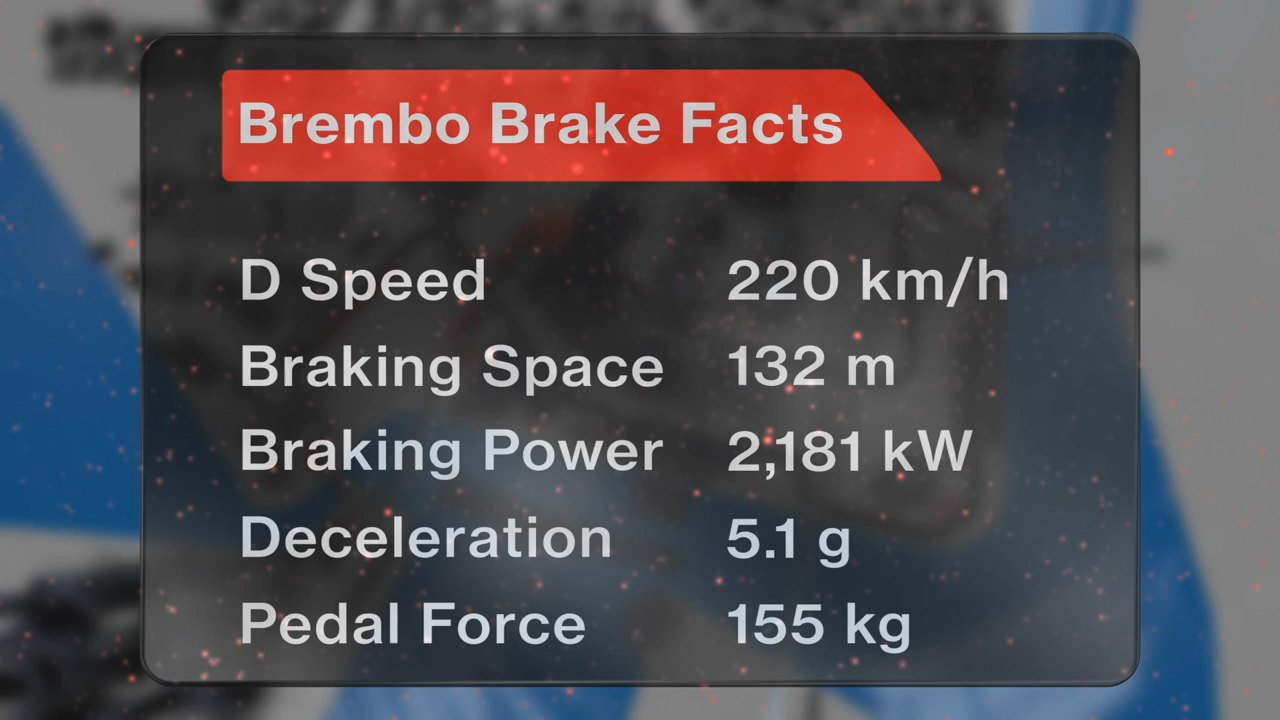 Brembo Brake Facts
D Speed 220 km/h
Braking Space 132 m
Braking Power 2,181 kW
Deceleration 5.1 g
Pedal Force 155 kg